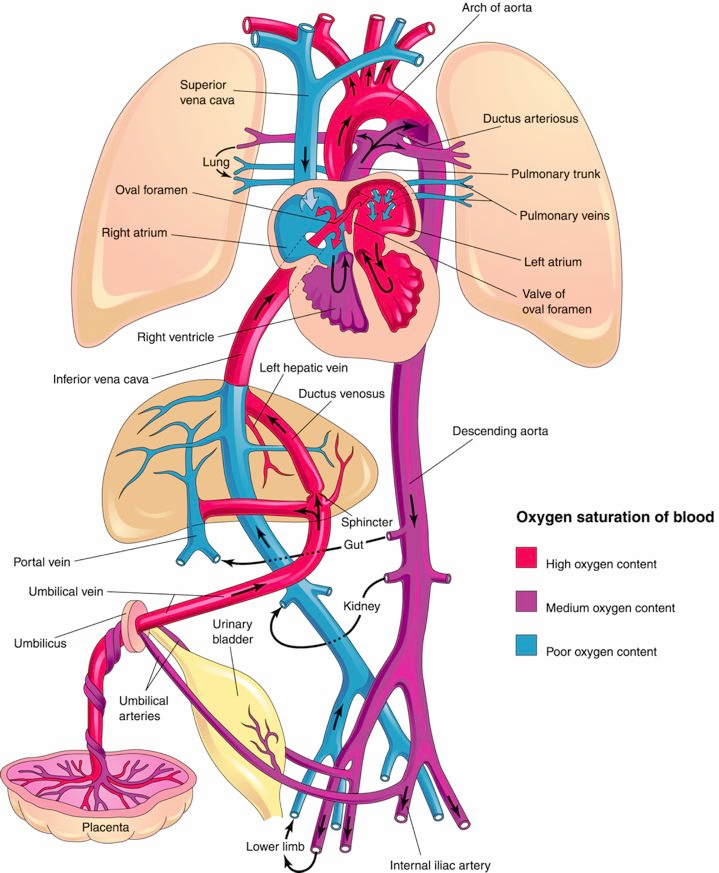 Arch of aorta
Superior
vena cava
Ductus arteriosus
Lung
Pulmonary trunk
Oval foramen
Pulmonary veins
Right atrium
Left atrium
Valve of
oval foramen
Right ventricle
Left hepatic vein
Inferior vena cava
Ductus venosus
Descending aorta
Oxygen saturation of blood
Sphincter
Gut
Portal vein
High oxygen content
Umbilical vein
Kidney
Medium oxygen content
Urinary
bladder
Umbilicus
Poor oxygen content
Umbilical
arteries
Placenta
Lower limb
Internal iliac artery